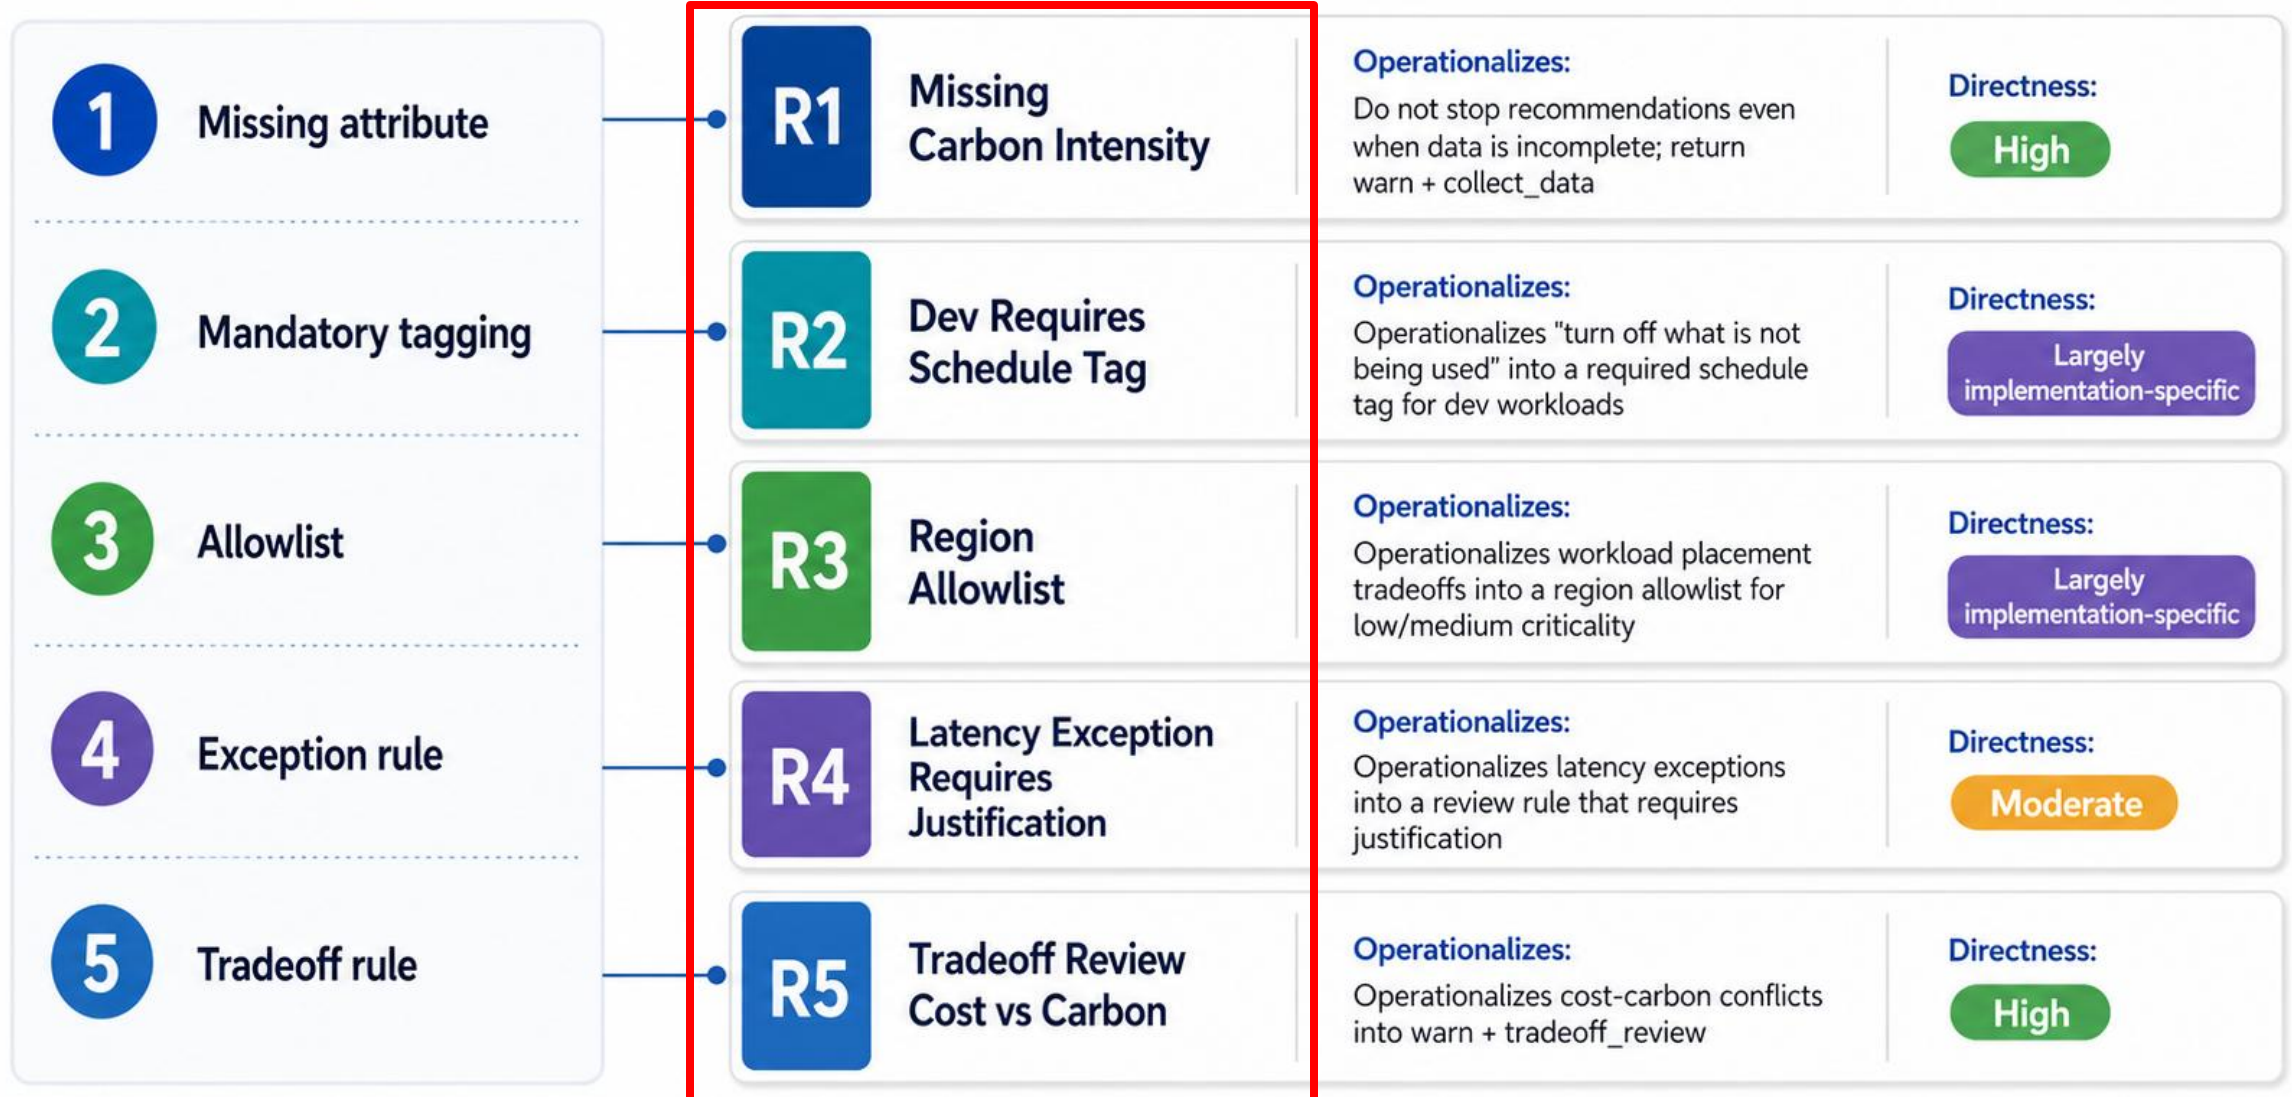 1
Missing attribute
R1
Missing
Carbon Intensity
Operationalizes:
Do not stop recommendations even
when data is incomplete; return
warn + collect_data
Directness:
High
2
Mandatory tagging
R2
Dev Requires
Schedule Tag
Operationalizes:
Operationalizes "turn off what is not
being used" into a required schedule
tag for dev workloads
Directness:
Largely
implementation-specific
3
Allowlist
R3
Region
Allowlist
Operationalizes:
Operationalizes workload placement
tradeoffs into a region allowlist for
low/medium criticality
Directness:
Largely
implementation-specific
4
Exception rule
R4
Latency Exception
Requires
Justification
Operationalizes:
Operationalizes latency exceptions
into a review rule that requires
justification
Directness:
Moderate
5
Tradeoff rule
R5
Tradeoff Review
Cost vs Carbon
Operationalizes:
Operationalizes cost-carbon conflicts
into warn + tradeoff_review
Directness:
High